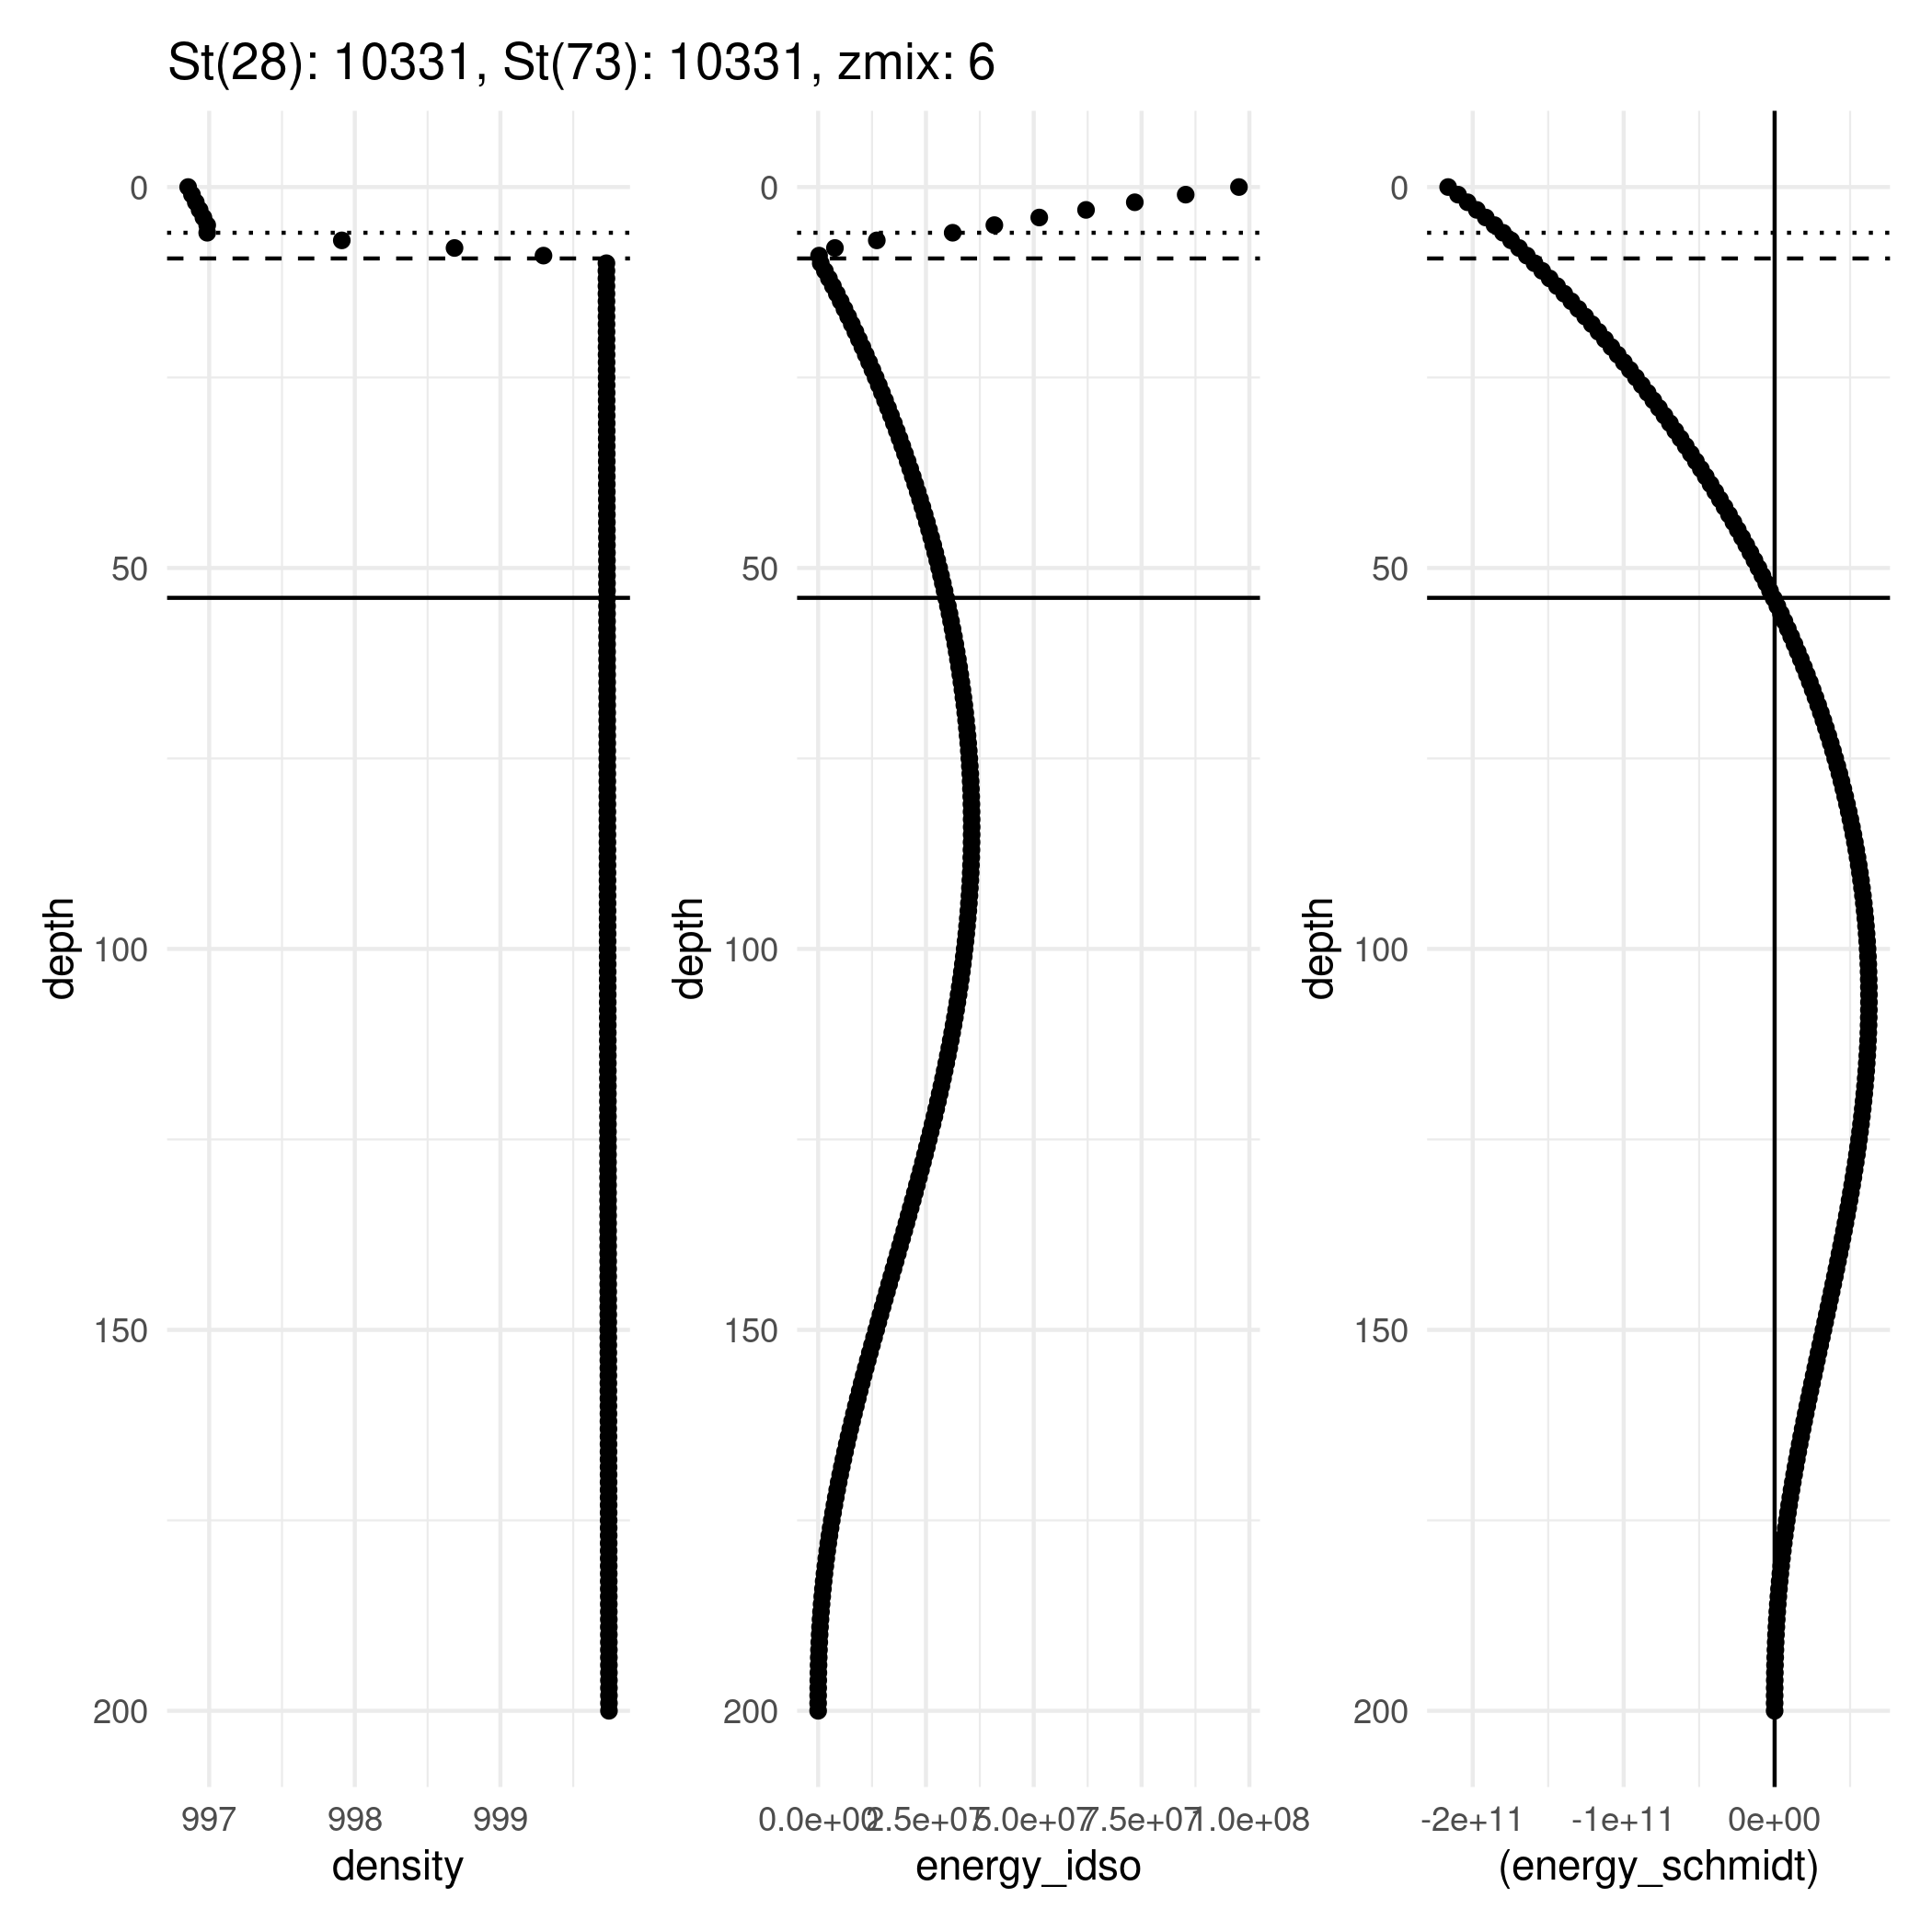 St(28): 10331, St(73): 10331, zmix: 6
depth
0
50
100
150
200
997 998 999
density
depth
0
50
100
150
200
0.0e+00 2.5e+07 5.0e+07 7.5e+07 1.0e+08
energy_idso
depth
0
50
100
150
200
-2e+11 -1e+11 0e+00
(energy_schmidt)